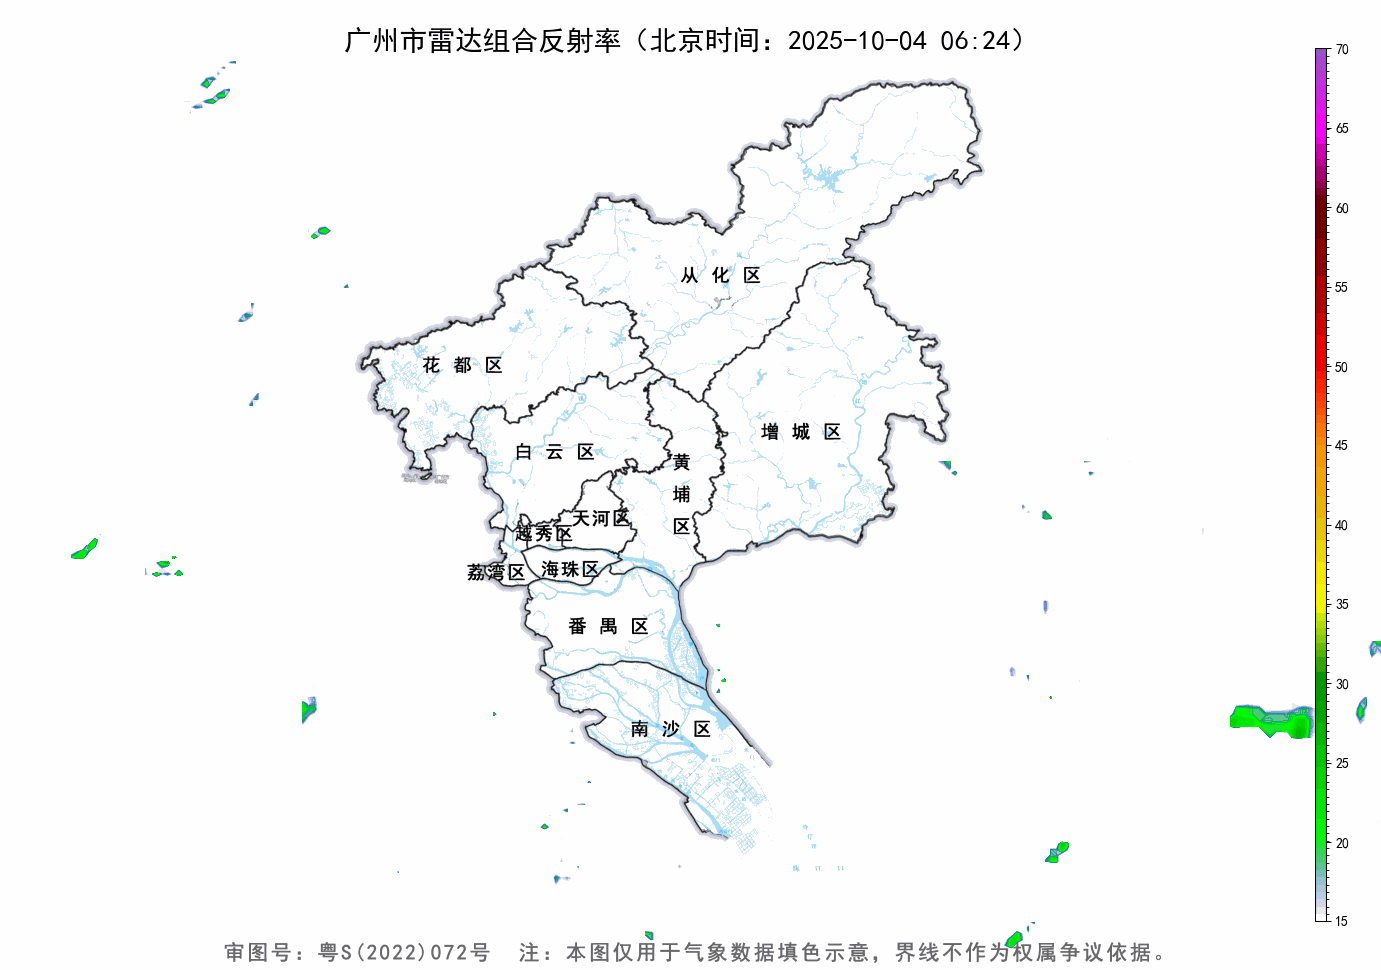 广州市雷达组合反射率（北京时间：2025-10-04 06:24）
70
65
60
55
50
45
40
35
30
25
20
15
从化区
花都区
增城区
白云区
黄埔区
天河区
越秀区
荔湾区
海珠区
番禺区
南沙区
审图号：粤S(2022)072号 注：本图仅用于气象数据填色示意，界线不作为权属争议依据。